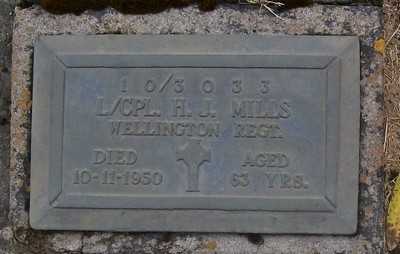 10/3033
L/CPL. H. J. MILLS
WELLINGTON REGT.
DIED AGED
10-11-1950 63 YRS.